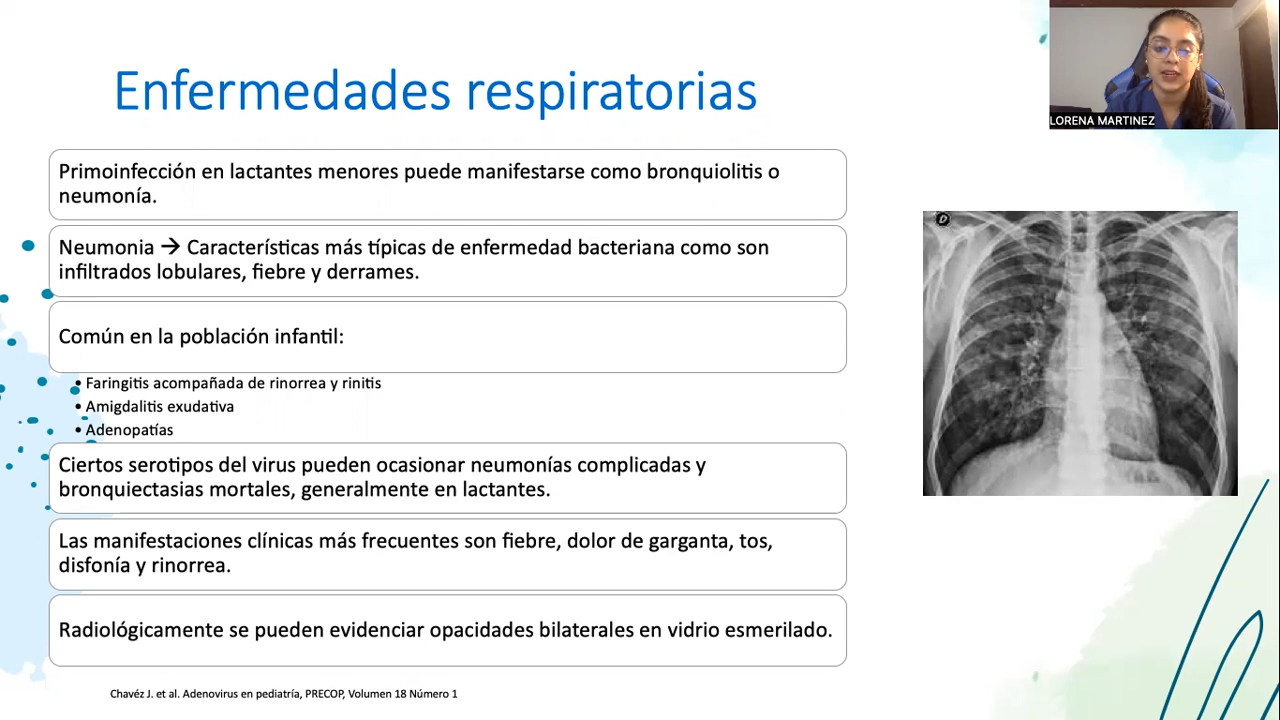 Enfermedades respiratorias
LORENA MARTINEZ
Primoinfección en lactantes menores puede manifestarse como bronquiolitis o
neumonía.
Neumonia → Características más típicas de enfermedad bacteriana como son
infiltrados lobulares, fiebre y derrames.
Común en la población infantil:
• Faringitis acompañada de rinorrea y rinitis
• Amigdalitis exudativa
• Adenopatías
Ciertos serotipos del virus pueden ocasionar neumonías complicadas y
bronquiectasias mortales, generalmente en lactantes.
Las manifestaciones clínicas más frecuentes son fiebre, dolor de garganta, tos,
disfonía y rinorrea.
Radiológicamente se pueden evidenciar opacidades bilaterales en vidrio esmerilado.
D
Chavéz J. et al. Adenovirus en pediatría, PRECOP, Volumen 18 Número 1